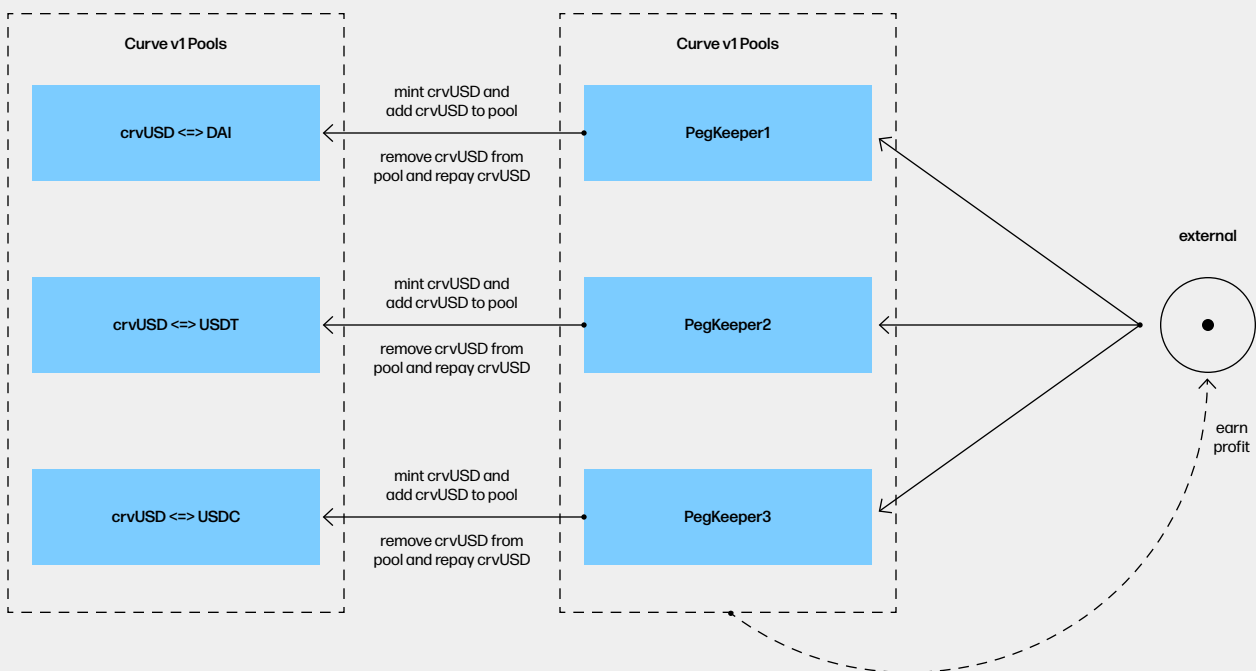 Curve v1 Pools
Curve v1 Pools
mint crvUSD and
add crvUSD to pool
crvUSD <=> DAI
PegKeeper1
remove crvUSD from
pool and repay crvUSD
external
mint crvUSD and
add crvUSD to pool
crvUSD <=> USDT
PegKeeper2
remove crvUSD from
pool and repay crvUSD
earn
profit
mint crvUSD and
add crvUSD to pool
crvUSD <=> USDC
PegKeeper3
remove crvUSD from
pool and repay crvUSD